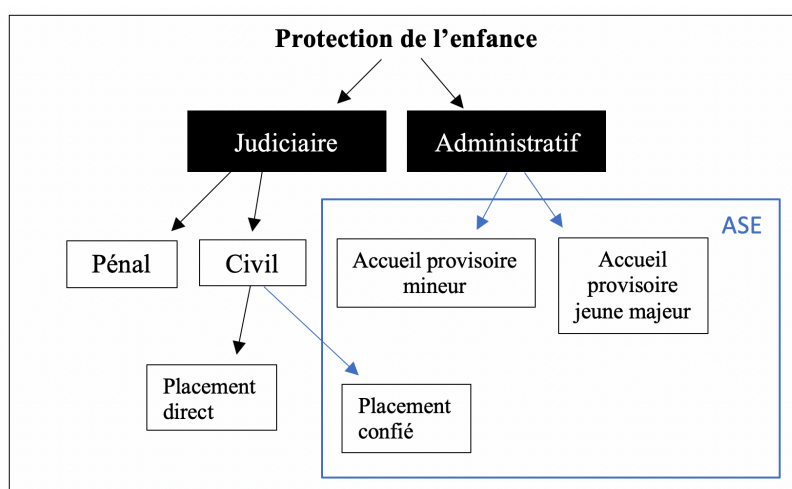 Protection de l'enfance
Judiciaire
Administratif
ASE
Pénal
Civil
Accueil provisoire
mineur
Accueil
provisoire
jeune majeur
Placement
direct
Placement
confié